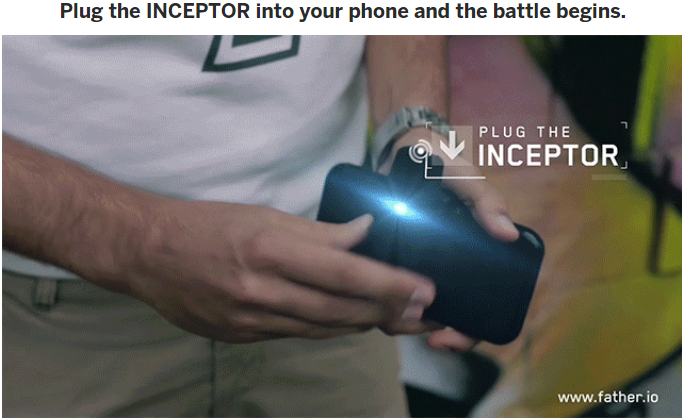 Plug the INCEPTOR into your phone and the battle begins.
PLUG THE
INCEPTOR
www.father.io